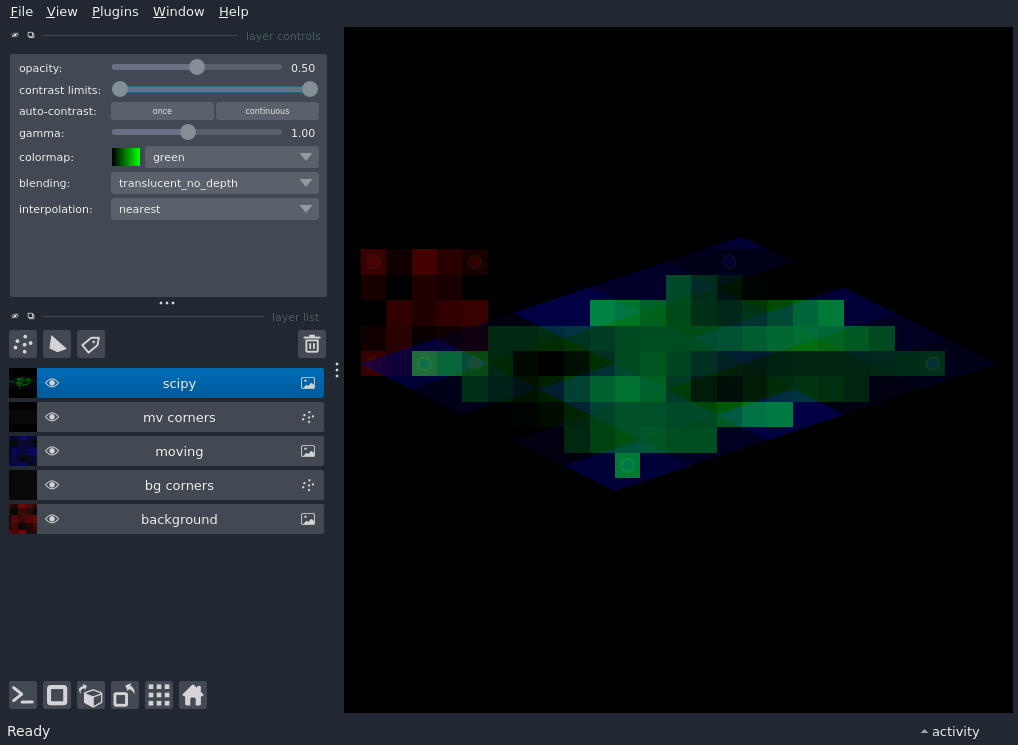 File View Plugins Window Help
layer controls
opacity: 0.50
contrast limits:
auto-contrast: once continuous
gamma: 1.00
colormap: green
blending: translucent_no_depth
interpolation: nearest
layer list
scipy
mv corners
moving
bg corners
background
Ready activity